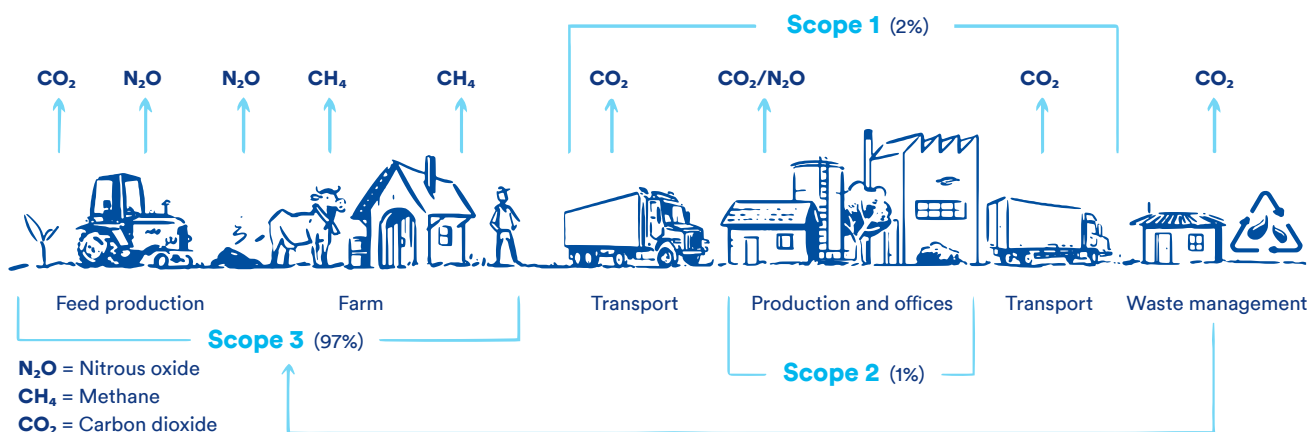 Scope 1 (2%)
CO₂ N₂O N₂O CH₄ CH₄ CO₂ CO₂/N₂O CO₂ CO₂
Feed production Farm Transport Production and offices Transport Waste management
Scope 3 (97%)
N₂O = Nitrous oxide
Scope 2 (1%)
CH₄ = Methane
CO₂ = Carbon dioxide